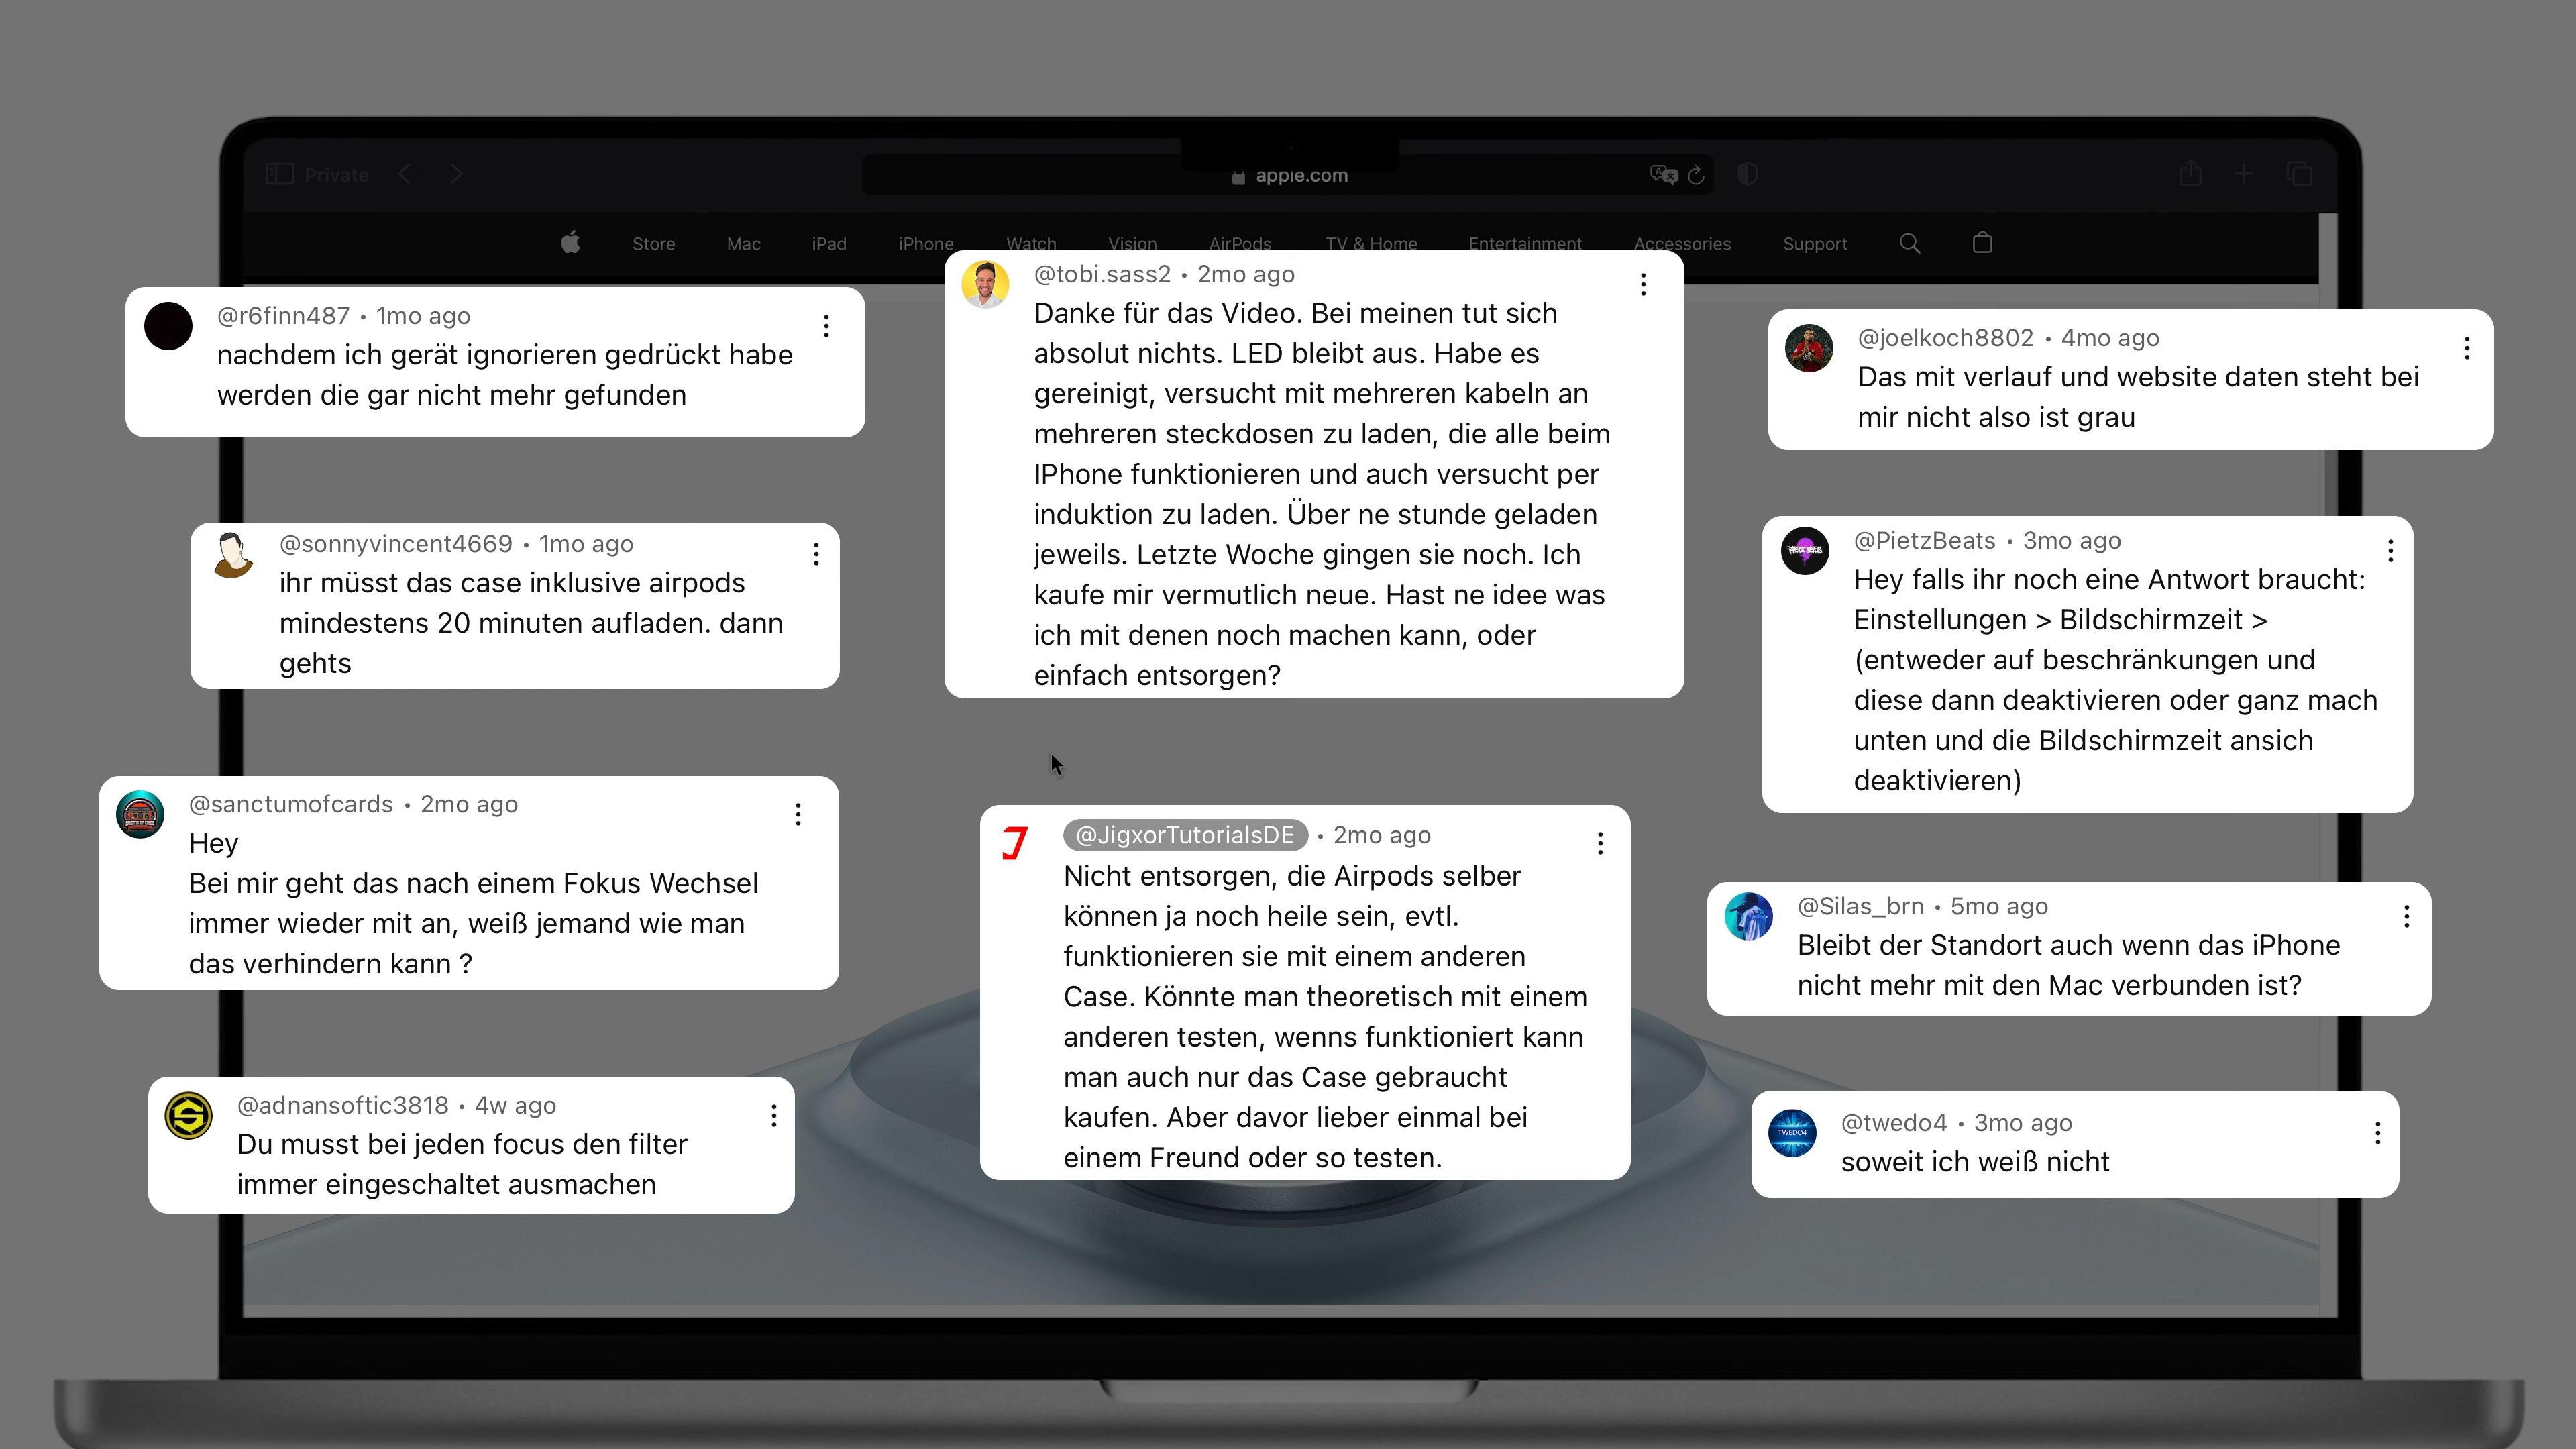 Private
apple.com
Store Mac iPad iPhone Watch Vision AirPods TV & Home Entertainment Accessories Support
@r6finn487 • 1mo ago
nachdem ich gerät ignorieren gedrückt habe
werden die gar nicht mehr gefunden
@sonnyvincent4669 • 1mo ago
ihr müsst das case inklusive airpods
mindestens 20 minuten aufladen. dann
gehts
@sanctumofcards • 2mo ago
Hey
Bei mir geht das nach einem Fokus Wechsel
immer wieder mit an, weiß jemand wie man
das verhindern kann ?
@adnansoftic3818 • 4w ago
Du musst bei jeden focus den filter
immer eingeschaltet ausmachen
@tobi.sass2 • 2mo ago
Danke für das Video. Bei meinen tut sich
absolut nichts. LED bleibt aus. Habe es
gereinigt, versucht mit mehreren kabeln an
mehreren steckdosen zu laden, die alle beim
IPhone funktionieren und auch versucht per
induktion zu laden. Über ne stunde geladen
jeweils. Letzte Woche gingen sie noch. Ich
kaufe mir vermutlich neue. Hast ne idee was
ich mit denen noch machen kann, oder
einfach entsorgen?
@JigxorTutorialsDE • 2mo ago
Nicht entsorgen, die Airpods selber
können ja noch heile sein, evtl.
funktionieren sie mit einem anderen
Case. Könnte man theoretisch mit einem
anderen testen, wenns funktioniert kann
man auch nur das Case gebraucht
kaufen. Aber davor lieber einmal bei
einem Freund oder so testen.
@joelkoch8802 • 4mo ago
Das mit verlauf und website daten steht bei
mir nicht also ist grau
@PietzBeats • 3mo ago
Hey falls ihr noch eine Antwort braucht:
Einstellungen > Bildschirmzeit >
(entweder auf beschränkungen und
diese dann deaktivieren oder ganz mach
unten und die Bildschirmzeit ansich
deaktivieren)
@Silas_brn • 5mo ago
Bleibt der Standort auch wenn das iPhone
nicht mehr mit den Mac verbunden ist?
TWEDO4
@twedo4 • 3mo ago
soweit ich weiß nicht